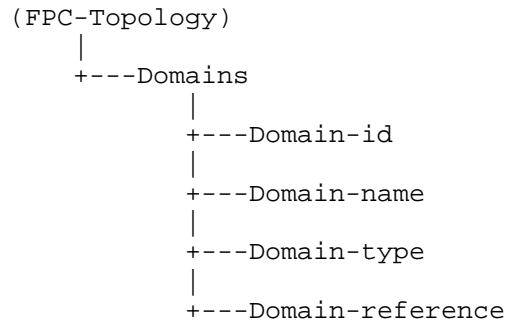 (FPC-Topology)
|
+---Domains
|
+---Domain-id
|
+---Domain-name
|
+---Domain-type
|
+---Domain-reference